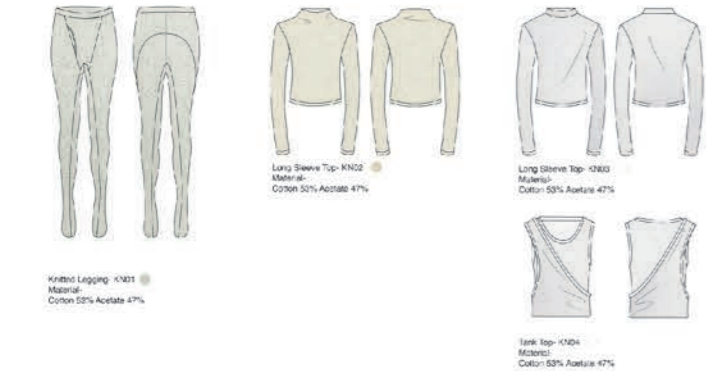 Knitted Legging- KN01
Material-
Cotton 53% Acetate 47%
Long Sleeve Top- KN02
Material-
Cotton 53% Acetate 47%
Long Sleeve Top- KN03
Material-
Cotton 53% Acetate 47%
Tank Top- KN04
Material-
Cotton 53% Acetate 47%